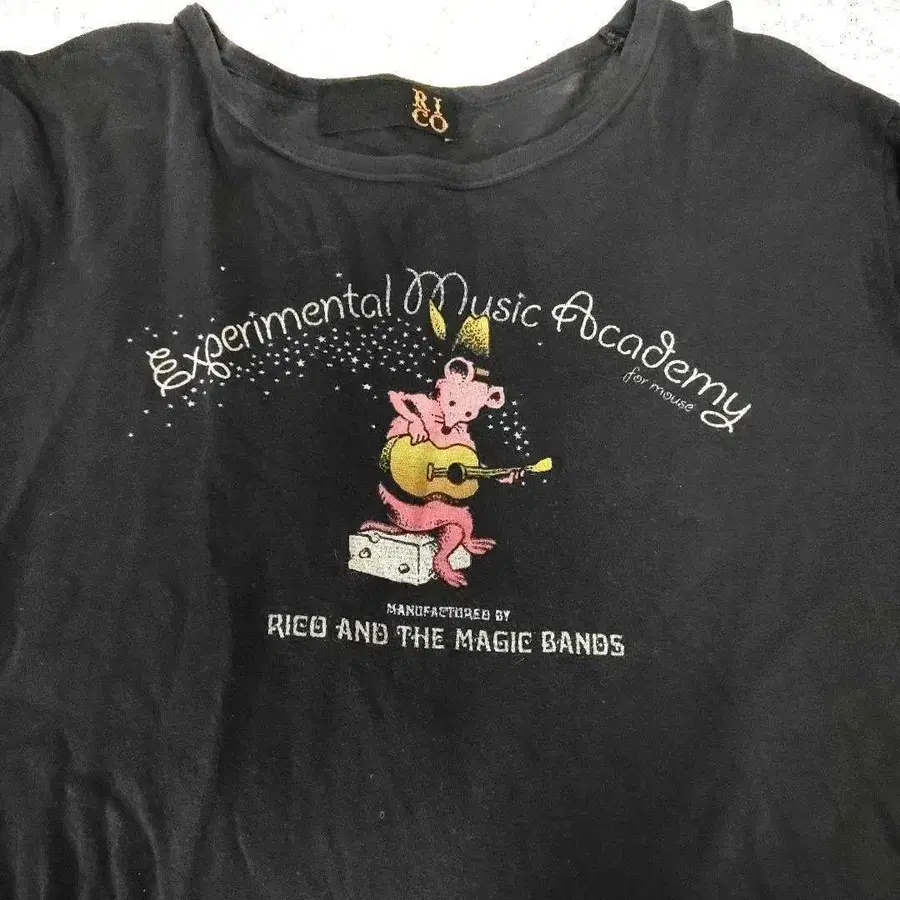 RI
CO
Experimental Music Academy
for mouse
MANUFACTURED BY
RICO AND THE MAGIC BANDS